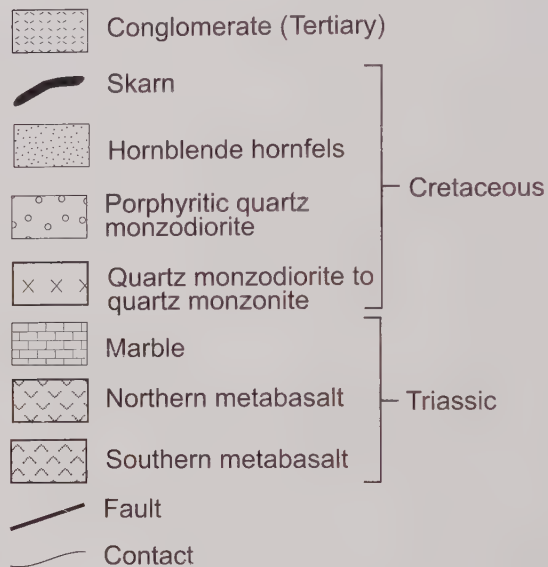 Conglomerate (Tertiary)
Skarn
Hornblende hornfels
Porphyritic quartz
monzodiorite
Quartz monzodiorite to
quartz monzonite
Cretaceous
Marble
Northern metabasalt
Southern metabasalt
Triassic
Fault
Contact